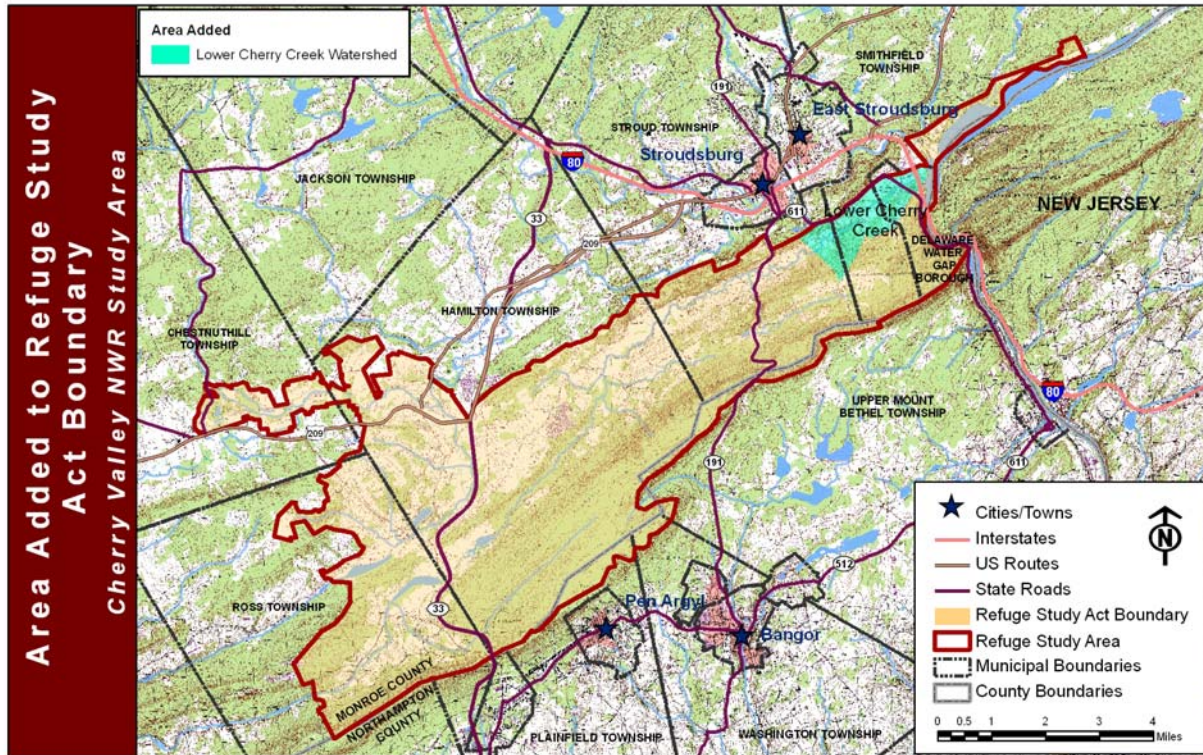 Area Added to Refuge Study
Act Boundary
Cherry Valley NWR Study Area
Area Added
Lower Cherry Creek Watershed
SMITHFIELD
TOWNSHIP
191
East Stroudsburg
STROUD TOWNSHIP
Stroudsburg
80
JACKSON TOWNSHIP
33
611
Lower Cherry
Creek
NEW JERSEY
209
DELAWARE
WATER
GAP
BOROUGH
HAMILTON TOWNSHIP
CHESTNUTHILL
TOWNSHIP
80
UPPER MOUNT
BETHEL TOWNSHIP
209
191
611
512
ROSS TOWNSHIP
33
Pen Argyl
Bangor
MONROE COUNTY
NORTHAMPTON
COUNTY
PLAINFIELD TOWNSHIP
WASHINGTON TOWNSHIP
Cities/Towns
Interstates
N
US Routes
State Roads
Refuge Study Act Boundary
Refuge Study Area
Municipal Boundaries
County Boundaries
0 0.5 1 2 3 4
Miles